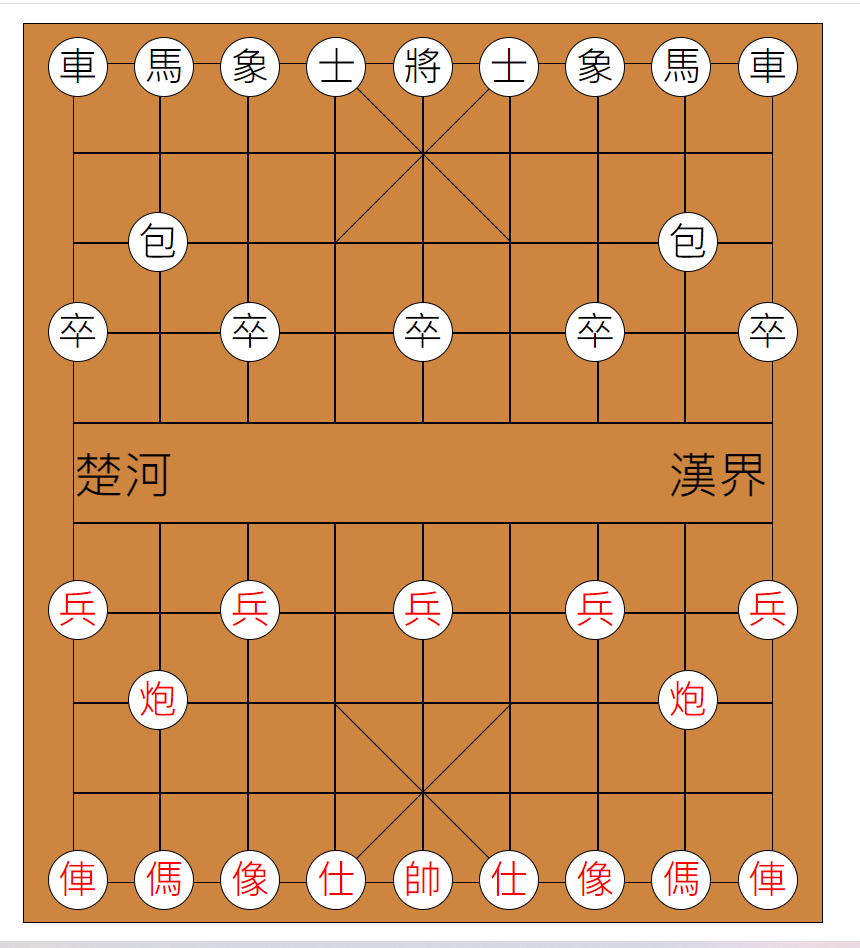 車 馬 象 士 將 士 象 馬 車
包 包
卒 卒 卒 卒 卒
楚河 漢界
兵 兵 兵 兵 兵
炮 炮
俥 傌 像 仕 帥 仕 像 傌 俥